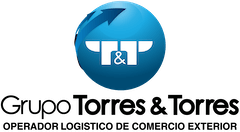 T&T
Grupo Torres & Torres
OPERADOR LOGISTICO DE COMERCIO EXTERIOR